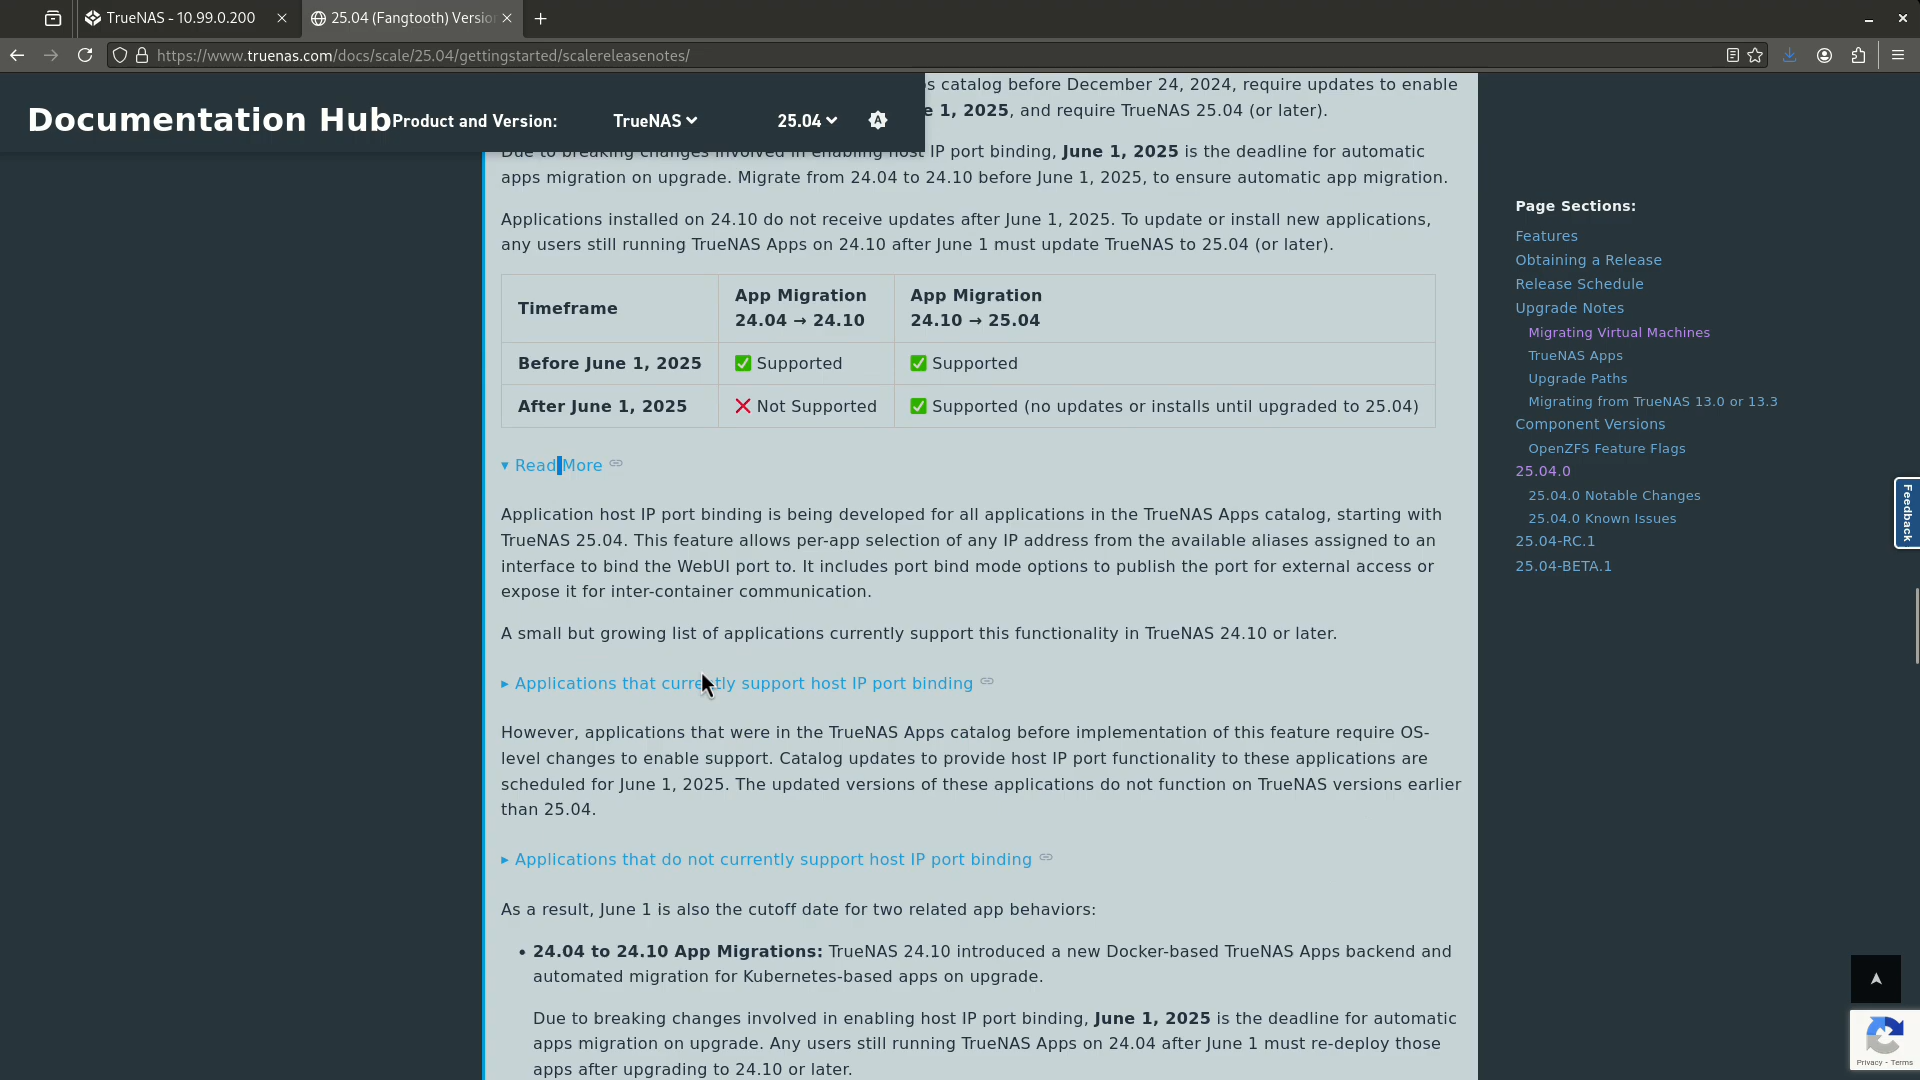 TrueNAS - 10.99.0.200
25.04 (Fangtooth) Versio
https://www.truenas.com/docs/scale/25.04/gettingstarted/scalereleasenotes/
Documentation Hub
Product and Version:
TrueNAS
25.04
s catalog before December 24, 2024, require updates to enable
e 1, 2025, and require TrueNAS 25.04 (or later).
Due to breaking changes involved in enabling host IP port binding, June 1, 2025 is the deadline for automatic
apps migration on upgrade. Migrate from 24.04 to 24.10 before June 1, 2025, to ensure automatic app migration.
Applications installed on 24.10 do not receive updates after June 1, 2025. To update or install new applications,
any users still running TrueNAS Apps on 24.10 after June 1 must update TrueNAS to 25.04 (or later).
Timeframe
App Migration
24.04 → 24.10
App Migration
24.10 → 25.04
Before June 1, 2025
✅ Supported
✅ Supported
After June 1, 2025
❌ Not Supported
✅ Supported (no updates or installs until upgraded to 25.04)
▾ Read More
Application host IP port binding is being developed for all applications in the TrueNAS Apps catalog, starting with
TrueNAS 25.04. This feature allows per-app selection of any IP address from the available aliases assigned to an
interface to bind the WebUI port to. It includes port bind mode options to publish the port for external access or
expose it for inter-container communication.
A small but growing list of applications currently support this functionality in TrueNAS 24.10 or later.
▸ Applications that currently support host IP port binding
However, applications that were in the TrueNAS Apps catalog before implementation of this feature require OS-
level changes to enable support. Catalog updates to provide host IP port functionality to these applications are
scheduled for June 1, 2025. The updated versions of these applications do not function on TrueNAS versions earlier
than 25.04.
▸ Applications that do not currently support host IP port binding
As a result, June 1 is also the cutoff date for two related app behaviors:
• 24.04 to 24.10 App Migrations: TrueNAS 24.10 introduced a new Docker-based TrueNAS Apps backend and
automated migration for Kubernetes-based apps on upgrade.
Due to breaking changes involved in enabling host IP port binding, June 1, 2025 is the deadline for automatic
apps migration on upgrade. Any users still running TrueNAS Apps on 24.04 after June 1 must re-deploy those
apps after upgrading to 24.10 or later.
Page Sections:
Features
Obtaining a Release
Release Schedule
Upgrade Notes
Migrating Virtual Machines
TrueNAS Apps
Upgrade Paths
Migrating from TrueNAS 13.0 or 13.3
Component Versions
OpenZFS Feature Flags
25.04.0
25.04.0 Notable Changes
25.04.0 Known Issues
25.04-RC.1
25.04-BETA.1
Feedback
Privacy - Terms